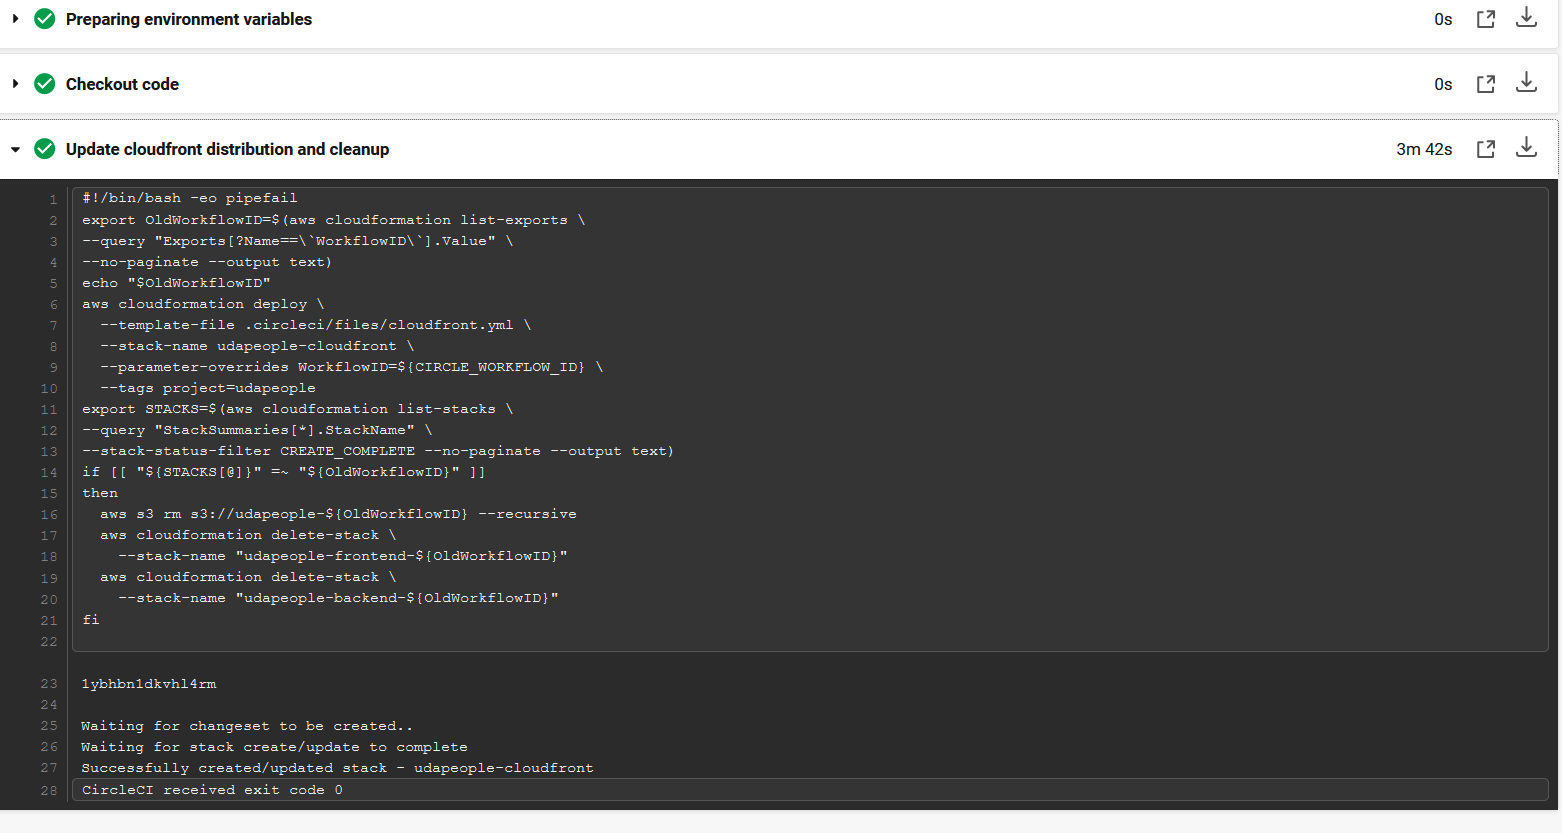 Preparing environment variables 0s
Checkout code 0s
Update cloudfront distribution and cleanup 3m 42s
1 #!/bin/bash -eo pipefail
2 export OldWorkflowID=$(aws cloudformation list-exports \
3 --query "Exports[?Name==\`WorkflowID\`].Value" \
4 --no-paginate --output text)
5 echo "$OldWorkflowID"
6 aws cloudformation deploy \
7   --template-file .circleci/files/cloudfront.yml \
8   --stack-name udapeople-cloudfront \
9   --parameter-overrides WorkflowID=${CIRCLE_WORKFLOW_ID} \
10   --tags project=udapeople
11 export STACKS=$(aws cloudformation list-stacks \
12 --query "StackSummaries[*].StackName" \
13 --stack-status-filter CREATE_COMPLETE --no-paginate --output text)
14 if [[ "${STACKS[@]}" =~ "${OldWorkflowID}" ]]
15 then
16   aws s3 rm s3://udapeople-${OldWorkflowID} --recursive
17   aws cloudformation delete-stack \
18     --stack-name "udapeople-frontend-${OldWorkflowID}"
19   aws cloudformation delete-stack \
20     --stack-name "udapeople-backend-${OldWorkflowID}"
21 fi
22
23 1ybhbn1dkvhl4rm
24
25 Waiting for changeset to be created..
26 Waiting for stack create/update to complete
27 Successfully created/updated stack - udapeople-cloudfront
28 CircleCI received exit code 0